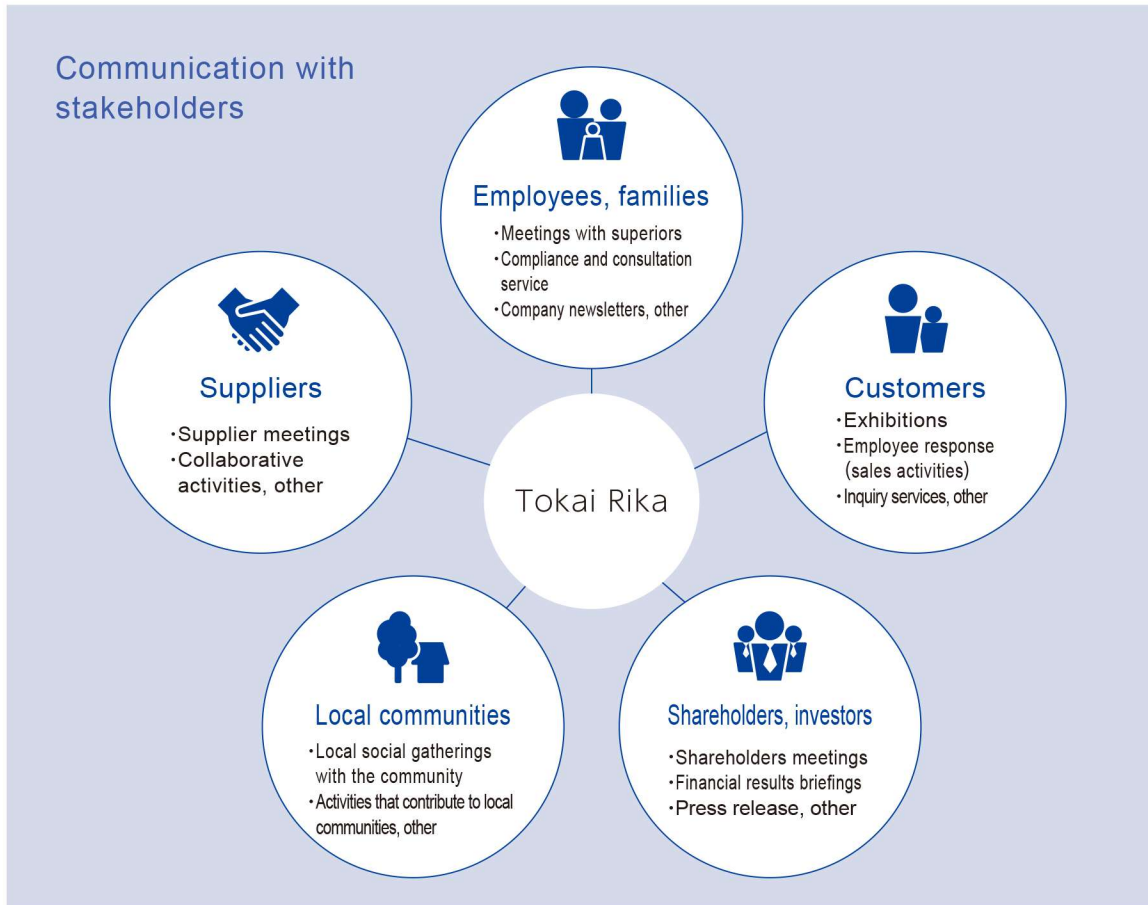 Communication with
stakeholders
Employees, families
・Meetings with superiors
・Compliance and consultation
service
・Company newsletters, other
Suppliers
・Supplier meetings
・Collaborative
activities, other
Customers
・Exhibitions
・Employee response
(sales activities)
・Inquiry services, other
Tokai Rika
Local communities
・Local social gatherings
with the community
・Activities that contribute to local
communities, other
Shareholders, investors
・Shareholders meetings
・Financial results briefings
・Press release, other